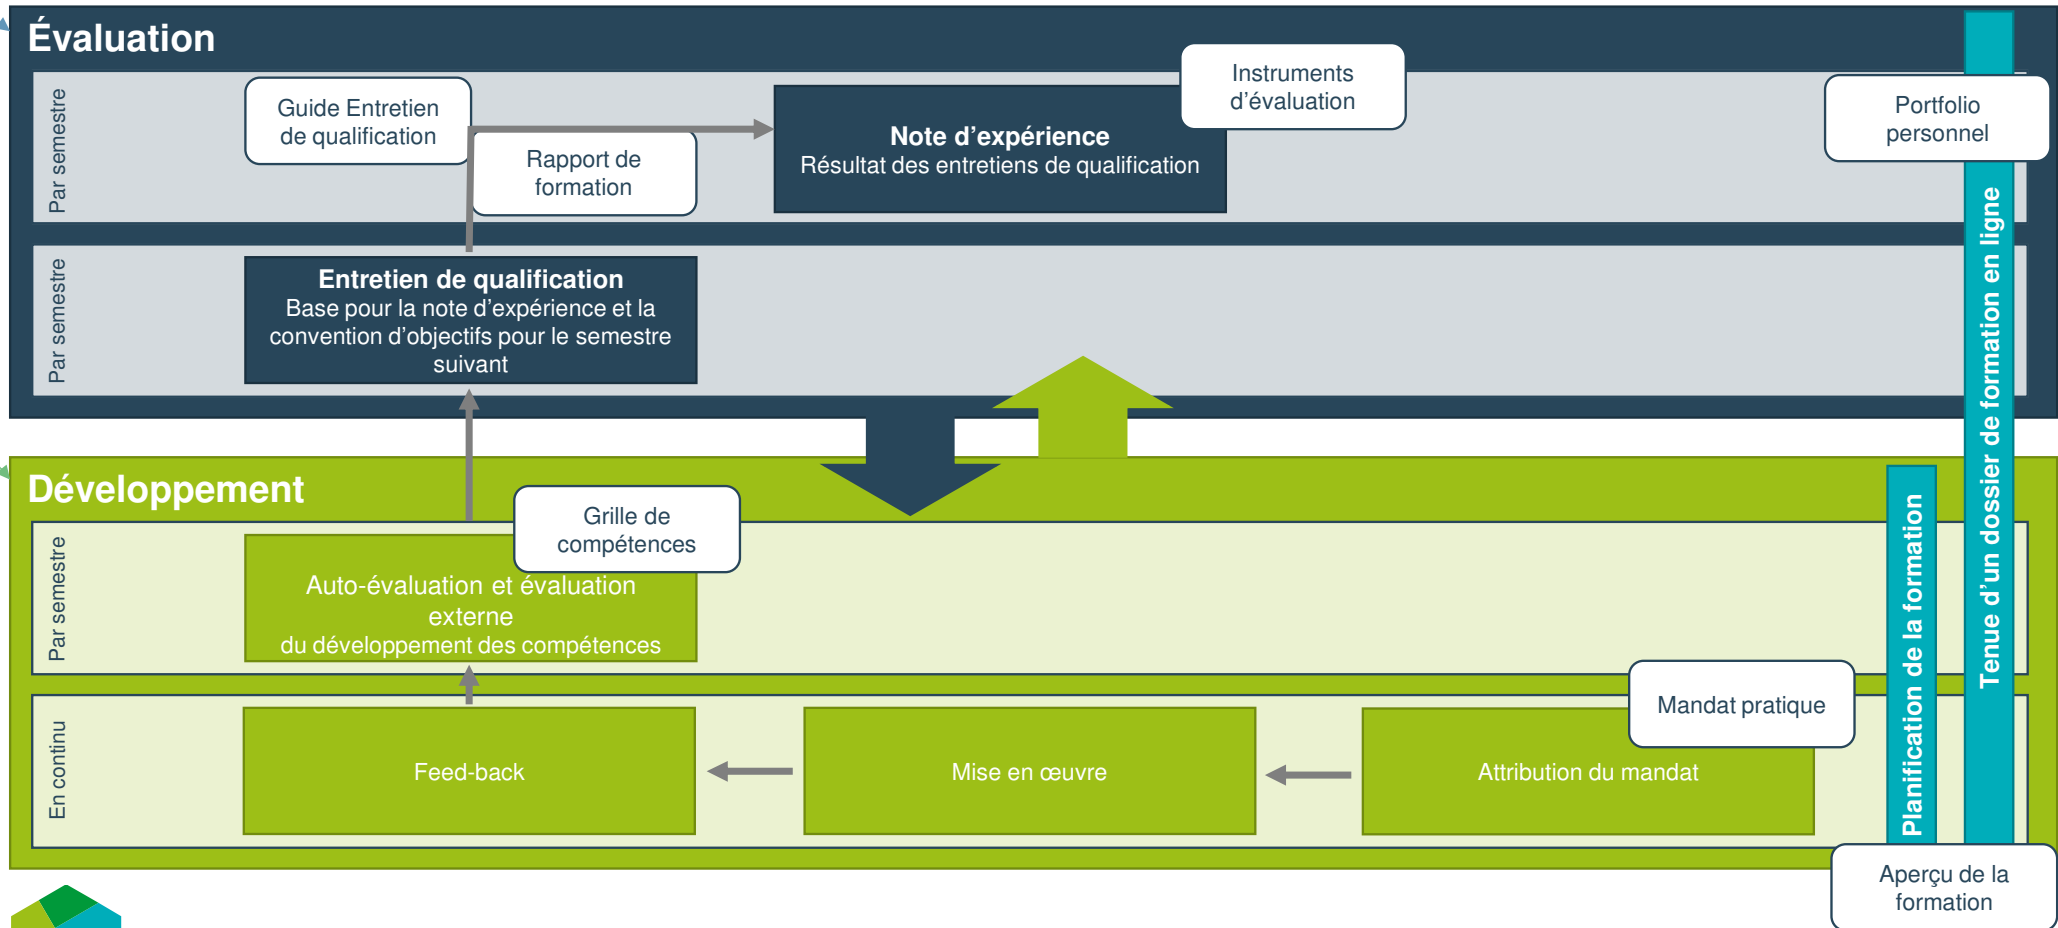 Évaluation
Par semestre
Guide Entretien
de qualification
Rapport de
formation
Note d’expérience
Résultat des entretiens de qualification
Instruments
d’évaluation
Portfolio
personnel
Par semestre
Entretien de qualification
Base pour la note d’expérience et la
convention d’objectifs pour le semestre
suivant
Tenue d’un dossier de formation en ligne
Développement
Par semestre
Grille de
compétences
Auto-évaluation et évaluation
externe
du développement des compétences
Planification de la formation
En continu
Feed-back
Mise en œuvre
Attribution du mandat
Mandat pratique
Aperçu de la
formation